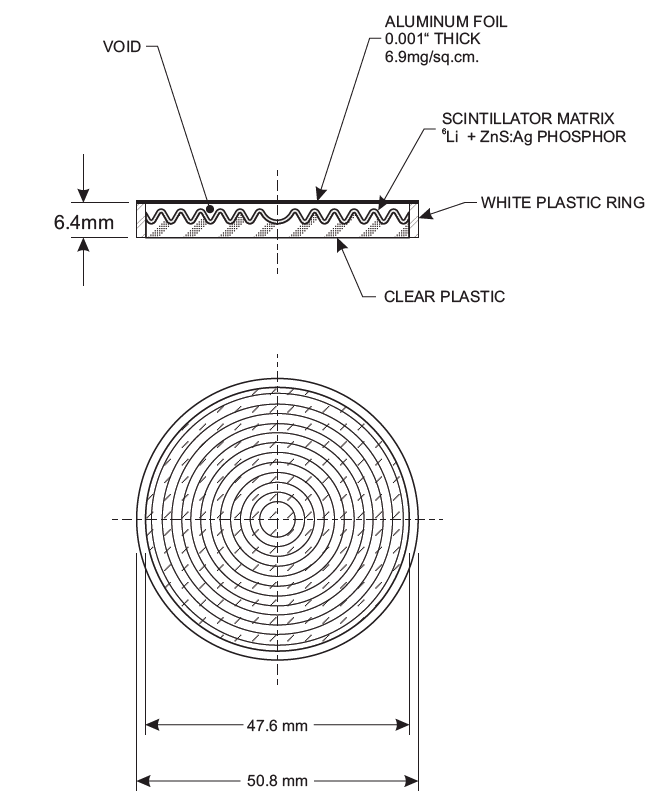 VOID
ALUMINUM FOIL
0.001“ THICK
6.9mg/sq.cm.
SCINTILLATOR MATRIX
⁶Li + ZnS:Ag PHOSPHOR
WHITE PLASTIC RING
6.4mm
CLEAR PLASTIC
47.6 mm
50.8 mm